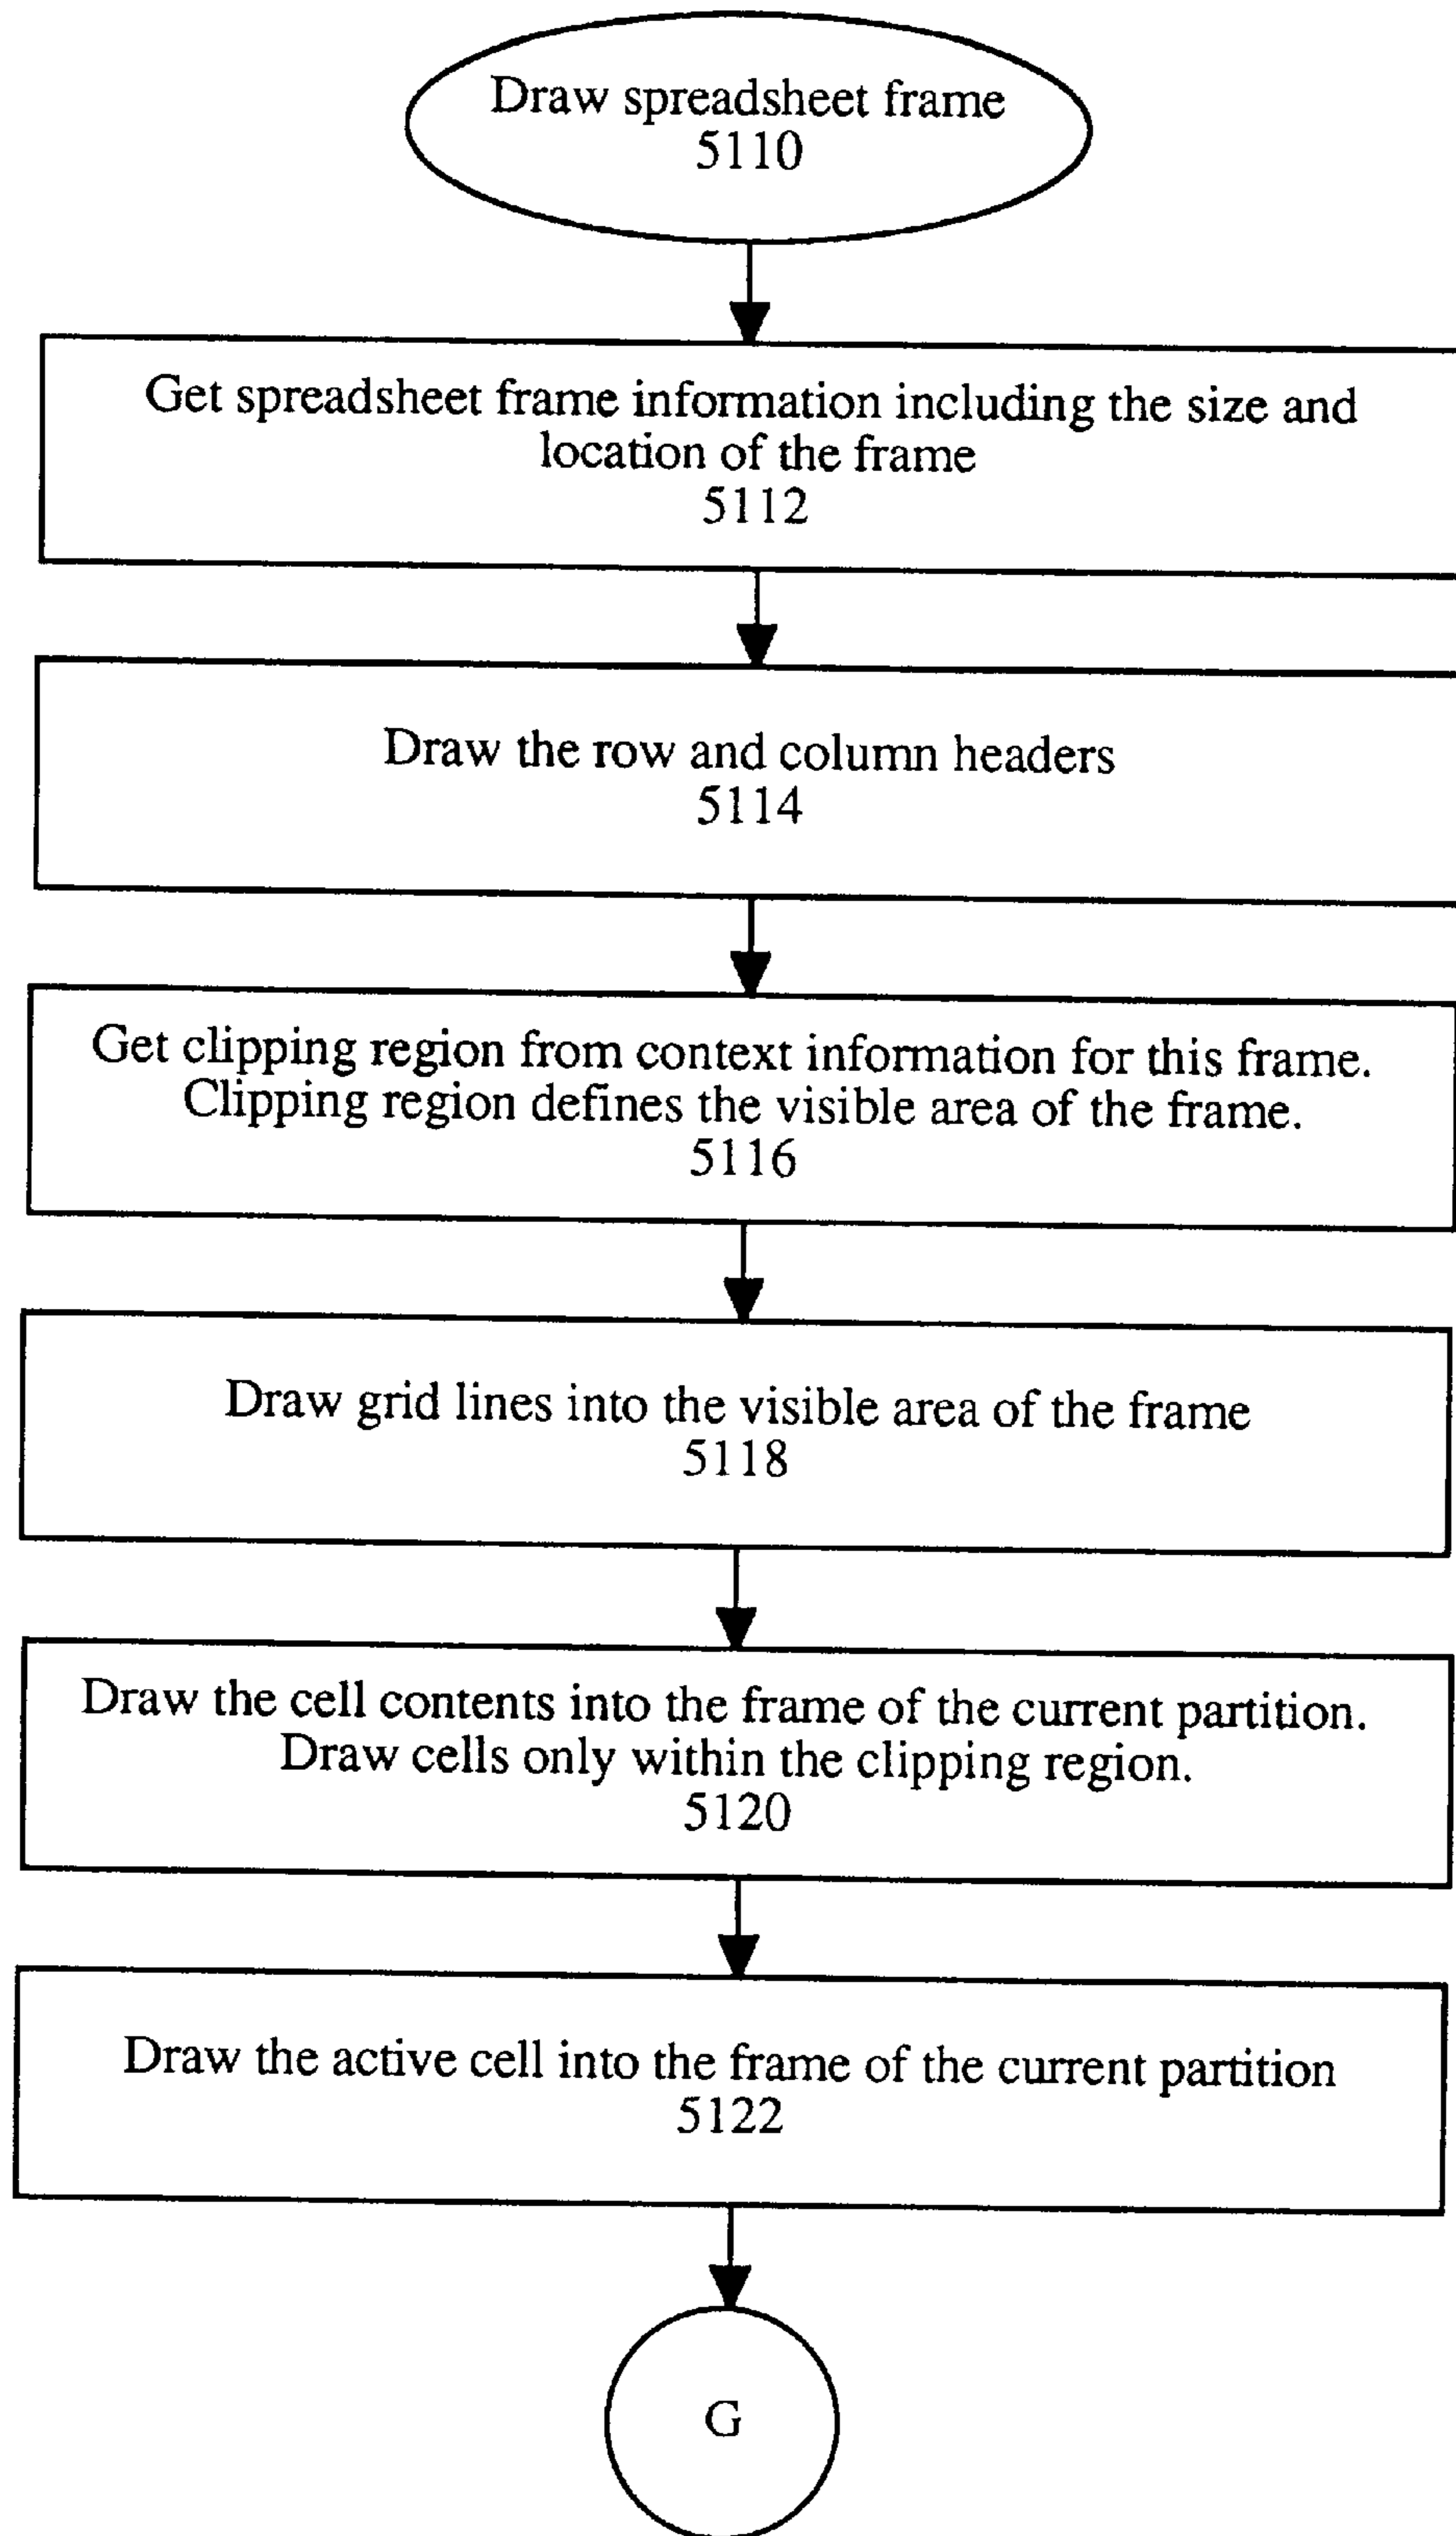 Draw spreadsheet frame
5110
Get spreadsheet frame information including the size and
location of the frame
5112
Draw the row and column headers
5114
Get clipping region from context information for this frame.
Clipping region defines the visible area of the frame.
5116
Draw grid lines into the visible area of the frame
5118
Draw the cell contents into the frame of the current partition.
Draw cells only within the clipping region.
5120
Draw the active cell into the frame of the current partition
5122
G